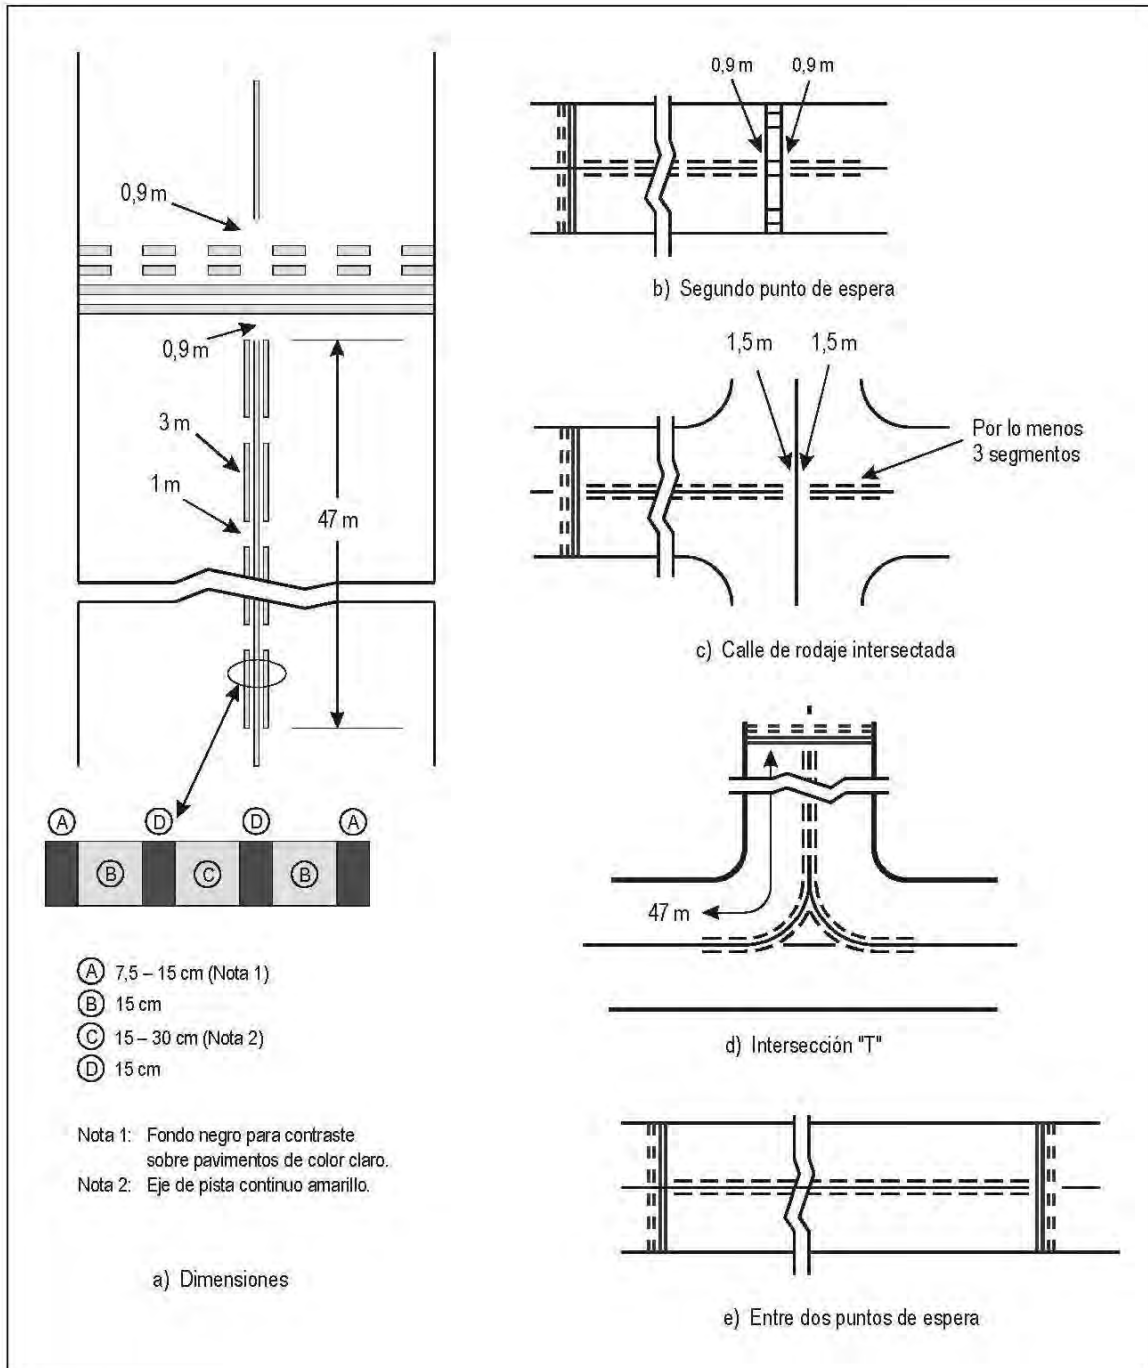 0,9 m
0,9 m
3 m
1 m
47 m
A
D
D
A
B
C
B
A 7,5 – 15 cm (Nota 1)
B 15 cm
C 15 – 30 cm (Nota 2)
D 15 cm
Nota 1: Fondo negro para contraste
sobre pavimentos de color claro.
Nota 2: Eje de pista continuo amarillo.
a) Dimensiones
0,9 m 0,9 m
b) Segundo punto de espera
1,5 m 1,5 m
Por lo menos
3 segmentos
c) Calle de rodaje intersectada
47 m
d) Intersección "T"
e) Entre dos puntos de espera